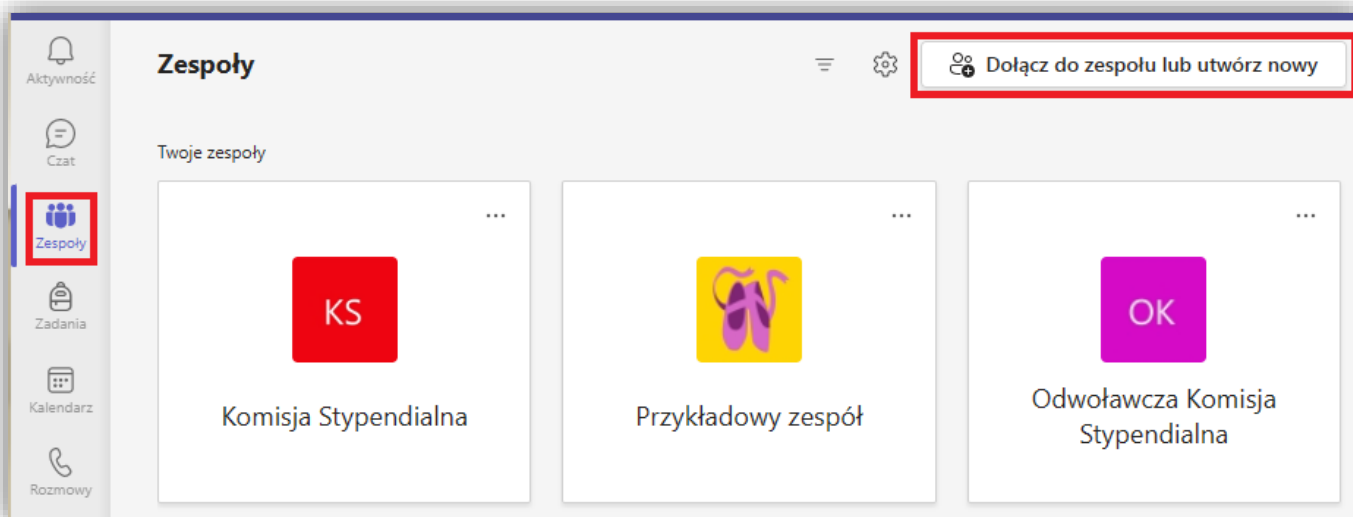 Aktywność
Czat
Zespoły
Zadania
Kalendarz
Rozmowy
Zespoły
Dołącz do zespołu lub utwórz nowy
Twoje zespoły
...
KS
Komisja Stypendialna
...
Przykładowy zespół
...
OK
Odwoławcza Komisja
Stypendialna